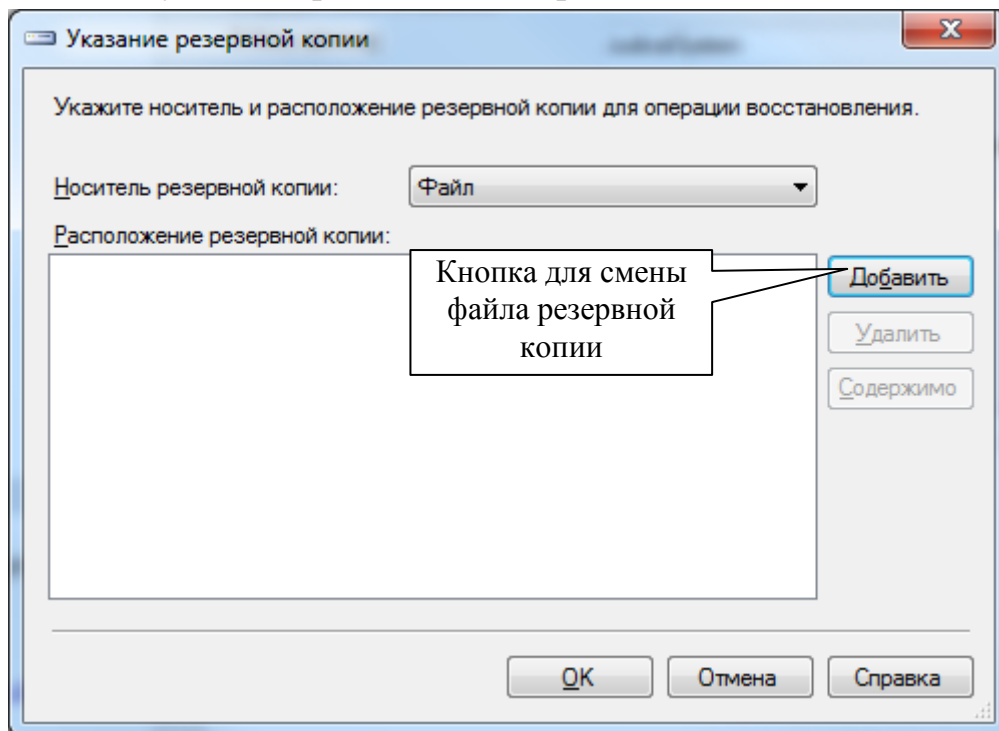 Указание резервной копии
Укажите носитель и расположение резервной копии для операции восстановления.
Носитель резервной копии:
Файл
Расположение резервной копии:
Кнопка для смены
файла резервной
копии
Добавить
Удалить
Содержимо
OK
Отмена
Справка